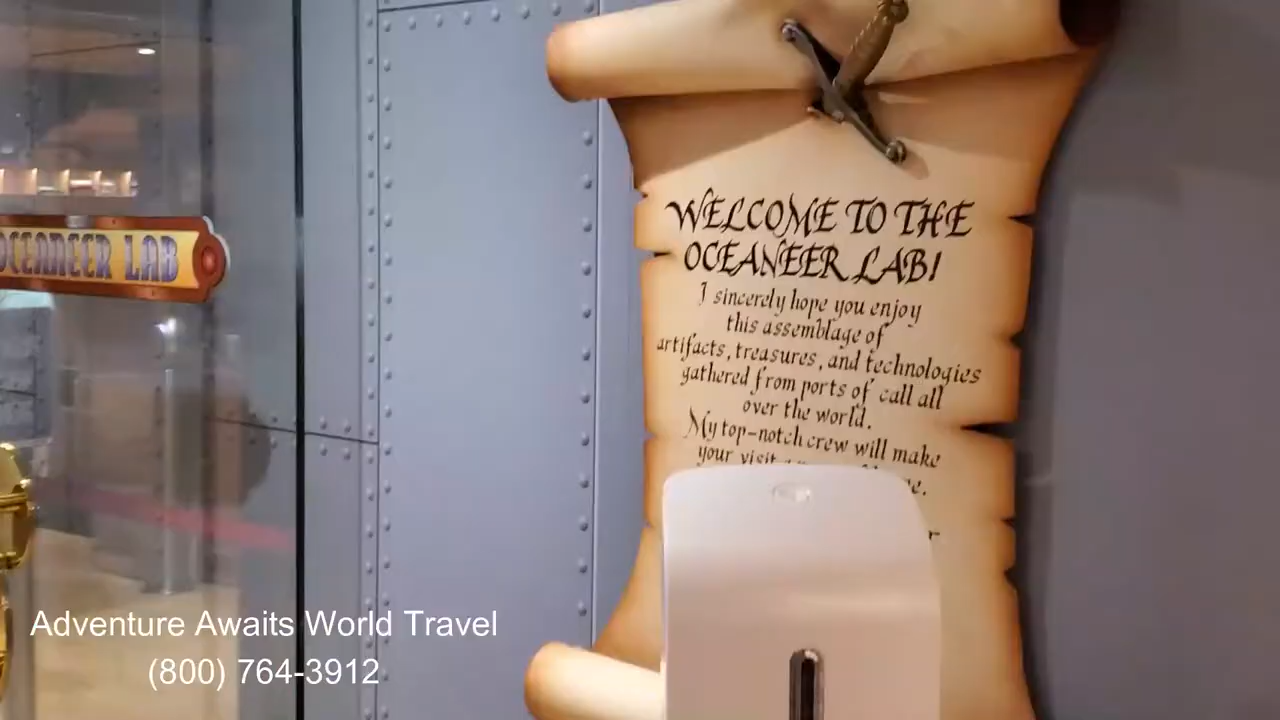 OCEANEER LAB
WELCOME TO THE
OCEANEER LAB!
I sincerely hope you enjoy
this assemblage of
artifacts, treasures, and technologies
gathered from ports of call all
over the world.
My top-notch crew will make
your visit
Adventure Awaits World Travel
(800) 764-3912